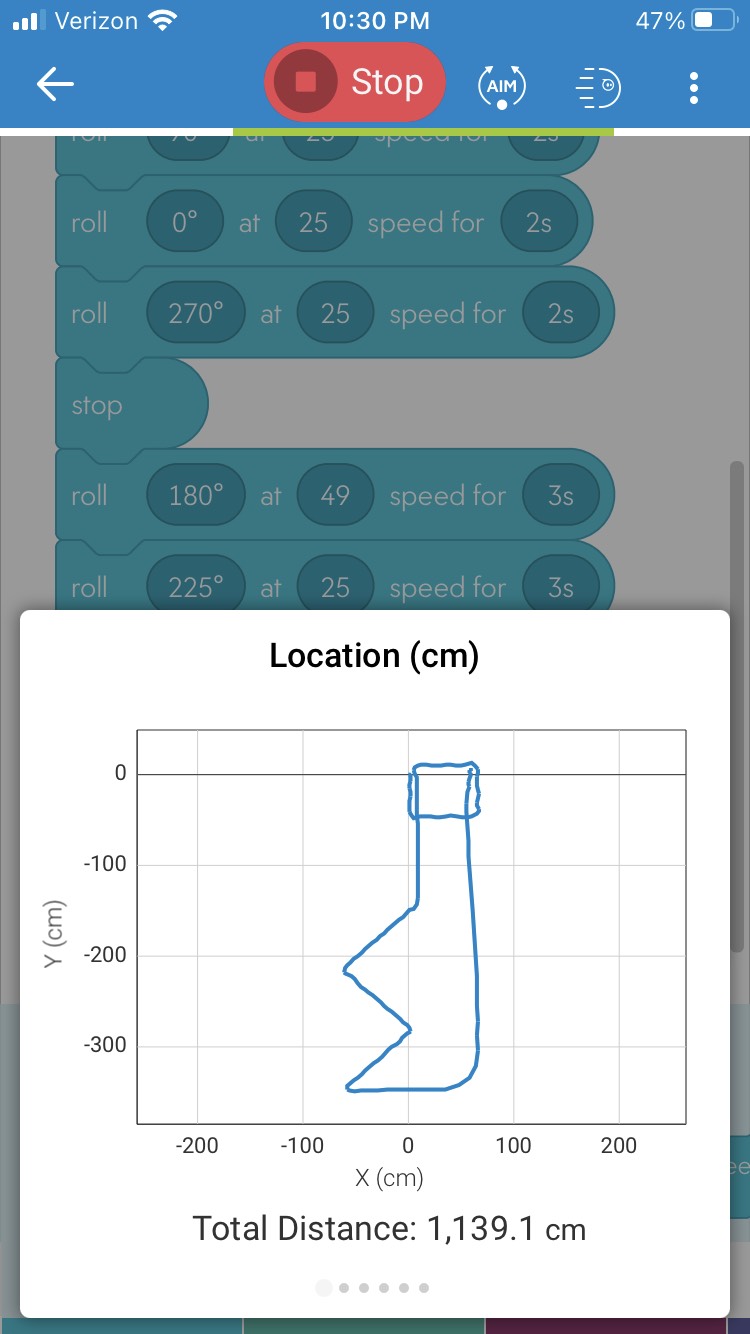 Verizon 10:30 PM 47%
Stop AIM
roll 90° at 25 speed for 2s
roll 0° at 25 speed for 2s
roll 270° at 25 speed for 2s
stop
roll 180° at 49 speed for 3s
roll 225° at 25 speed for 3s
Location (cm)
0
-100
-200
-300
Y (cm)
-200 -100 0 100 200
X (cm)
Total Distance: 1,139.1 cm